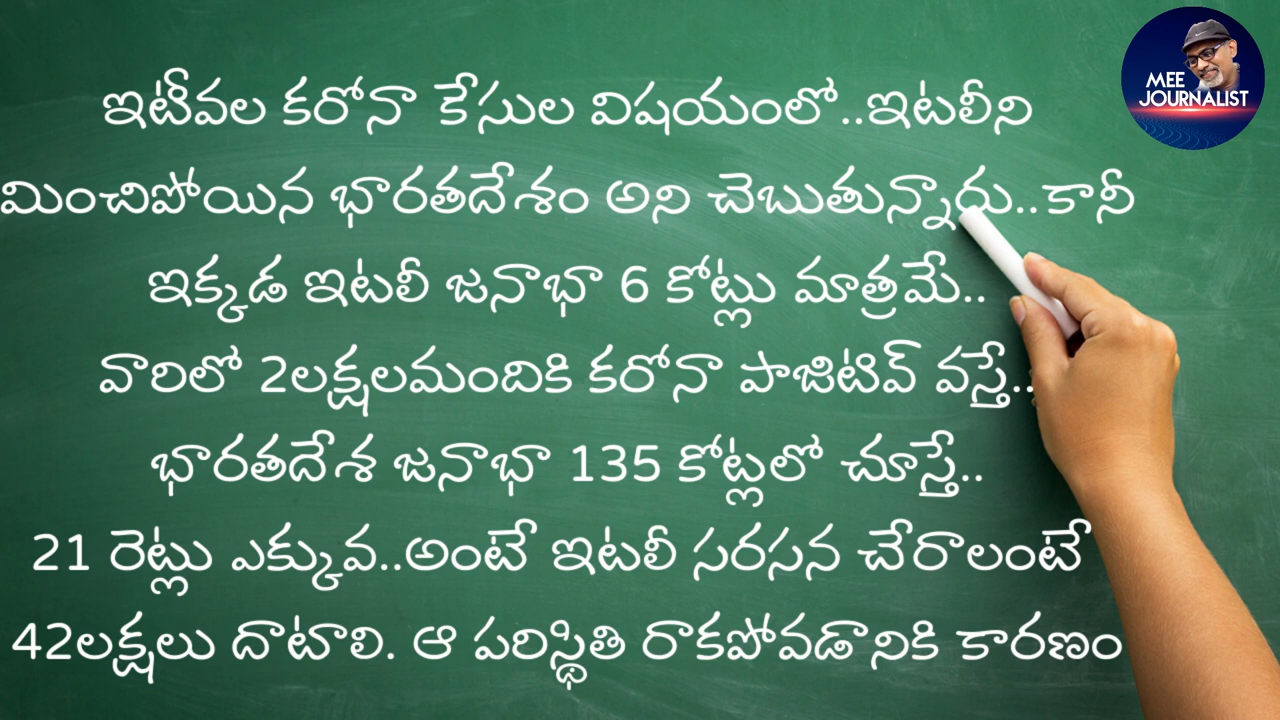 ఇటీవల కరోనా కేసుల విషయంలో..ఇటలీని
మించిపోయిన భారతదేశం అని చెబుతున్నారు..కానీ
ఇక్కడ ఇటలీ జనాభా 6 కోట్లు మాత్రమే..
వారిలో 2లక్షలమందికి కరోనా పాజిటివ్ వస్తే..
భారతదేశ జనాభా 135 కోట్లలో చూస్తే..
21 రెట్లు ఎక్కువ..అంటే ఇటలీ సరసన చేరాలంటే
42లక్షలు దాటాలి. ఆ పరిస్థితి రాకపోవడానికి కారణం
MEE
JOURNALIST